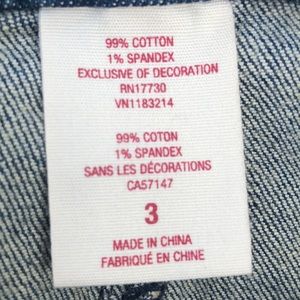 99% COTTON
1% SPANDEX
EXCLUSIVE OF DECORATION
RN17730
VN1183214
99% COTON
1% SPANDEX
SANS LES DÉCORATIONS
CA57147
3
MADE IN CHINA
FABRIQUÉ EN CHINE